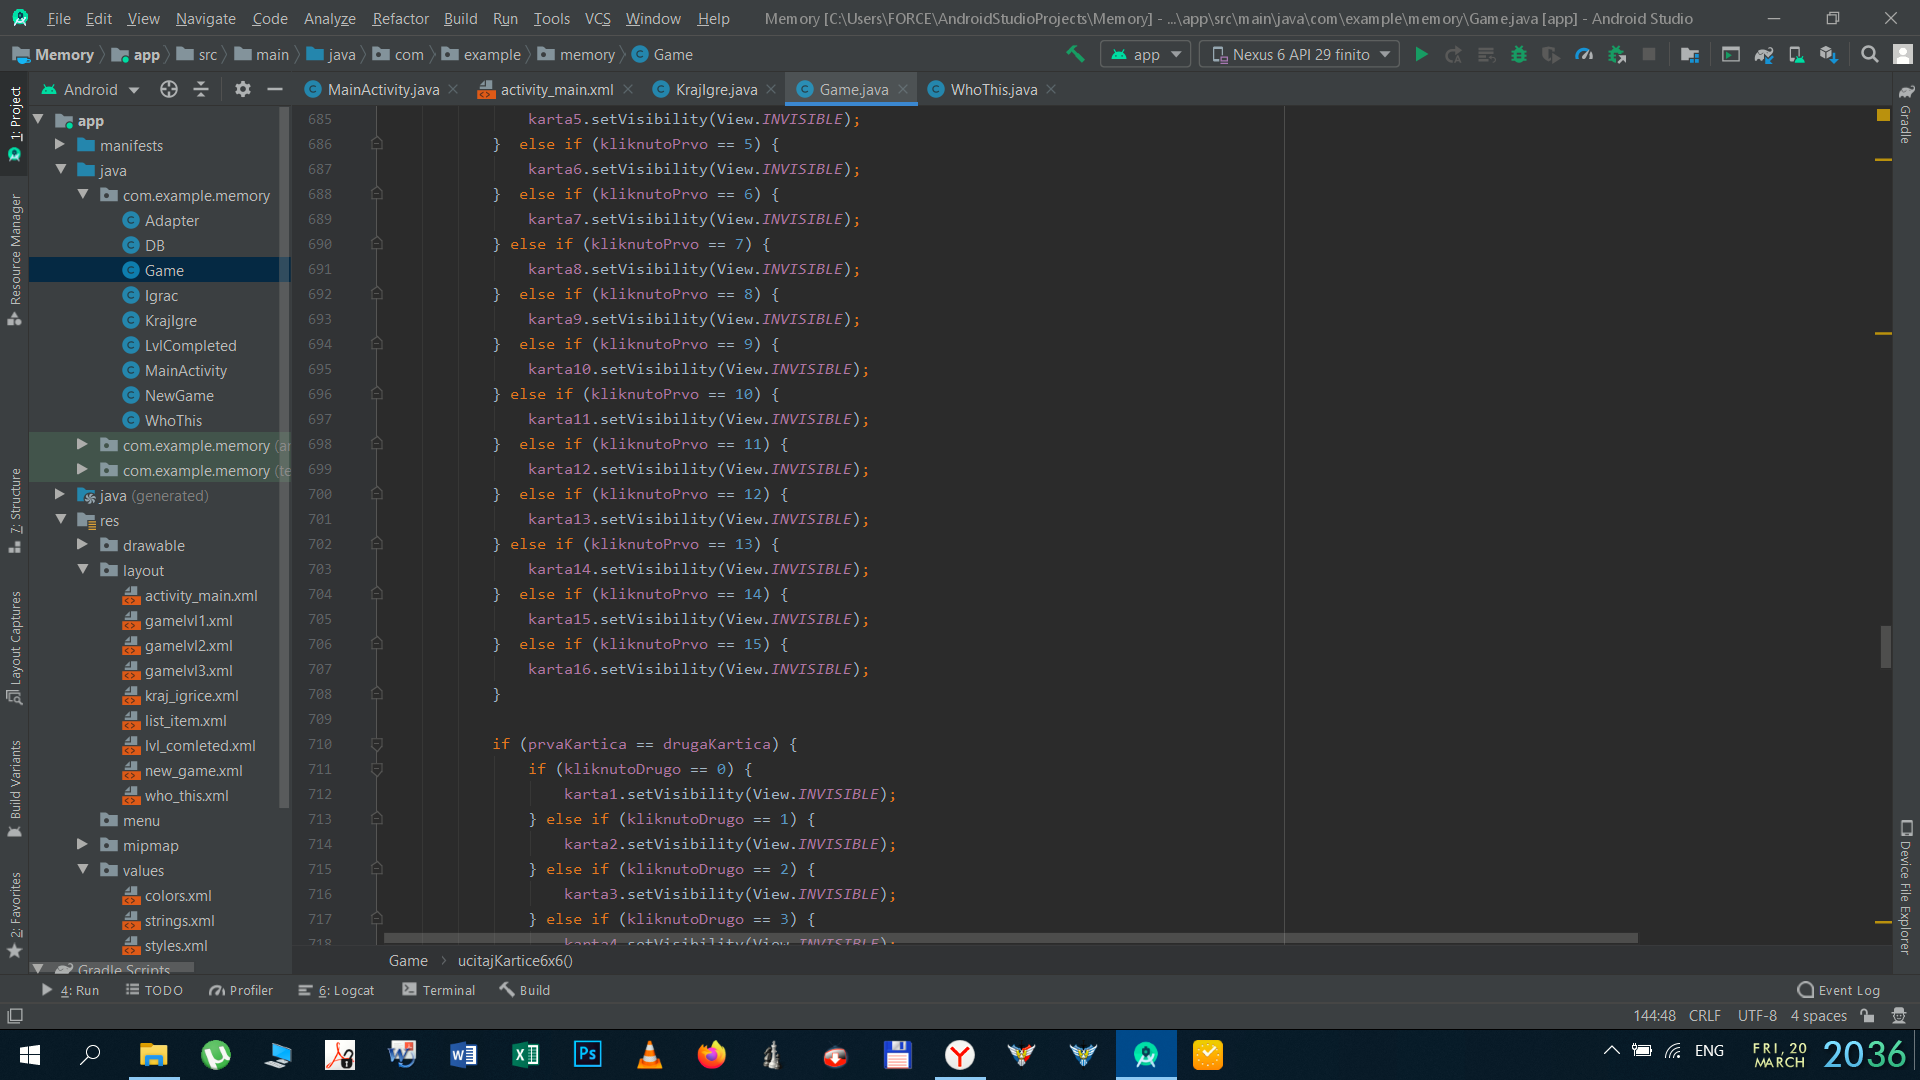 File Edit View Navigate Code Analyze Refactor Build Run Tools VCS Window Help Memory [C:\Users\FORCE\AndroidStudioProjects\Memory] - ...\app\src\main\java\com\example\memory\Game.java [app] - Android Studio
Memory app src main java com example memory Game app Nexus 6 API 29 finito
Android MainActivity.java activity_main.xml KrajIgre.java Game.java WhoThis.java
1: Project
Resource Manager
7: Structure
Layout Captures
Build Variants
2: Favorites
app
manifests
java
com.example.memory
Adapter
DB
Game
Igrac
KrajIgre
LvlCompleted
MainActivity
NewGame
WhoThis
com.example.memory (an
com.example.memory (te
java (generated)
res
drawable
layout
activity_main.xml
gamelvl1.xml
gamelvl2.xml
gamelvl3.xml
kraj_igrice.xml
list_item.xml
lvl_comleted.xml
new_game.xml
who_this.xml
menu
mipmap
values
colors.xml
strings.xml
styles.xml
Gradle Scripts
685 karta5.setVisibility(View.INVISIBLE);
686 } else if (kliknutoPrvo == 5) {
687 karta6.setVisibility(View.INVISIBLE);
688 } else if (kliknutoPrvo == 6) {
689 karta7.setVisibility(View.INVISIBLE);
690 } else if (kliknutoPrvo == 7) {
691 karta8.setVisibility(View.INVISIBLE);
692 } else if (kliknutoPrvo == 8) {
693 karta9.setVisibility(View.INVISIBLE);
694 } else if (kliknutoPrvo == 9) {
695 karta10.setVisibility(View.INVISIBLE);
696 } else if (kliknutoPrvo == 10) {
697 karta11.setVisibility(View.INVISIBLE);
698 } else if (kliknutoPrvo == 11) {
699 karta12.setVisibility(View.INVISIBLE);
700 } else if (kliknutoPrvo == 12) {
701 karta13.setVisibility(View.INVISIBLE);
702 } else if (kliknutoPrvo == 13) {
703 karta14.setVisibility(View.INVISIBLE);
704 } else if (kliknutoPrvo == 14) {
705 karta15.setVisibility(View.INVISIBLE);
706 } else if (kliknutoPrvo == 15) {
707 karta16.setVisibility(View.INVISIBLE);
708 }
709
710 if (prvaKartica == drugaKartica) {
711 if (kliknutoDrugo == 0) {
712 karta1.setVisibility(View.INVISIBLE);
713 } else if (kliknutoDrugo == 1) {
714 karta2.setVisibility(View.INVISIBLE);
715 } else if (kliknutoDrugo == 2) {
716 karta3.setVisibility(View.INVISIBLE);
717 } else if (kliknutoDrugo == 3) {
718 karta4.setVisibility(View.INVISIBLE);
Game ucitajKartice6x6()
Gradle
Device File Explorer
4: Run TODO Profiler 6: Logcat Terminal Build Event Log
144:48 CRLF UTF-8 4 spaces
ENG FRI, 20 MARCH 2036